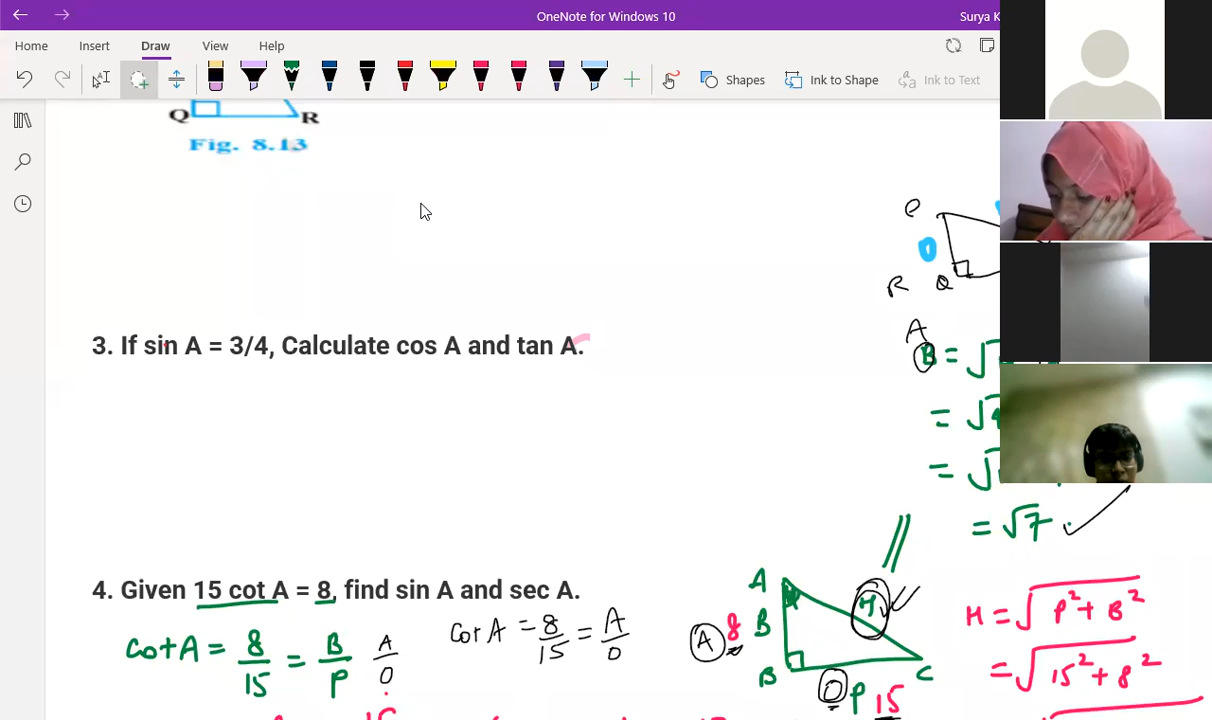 OneNote for Windows 10
Surya K
Home Insert Draw View Help
Shapes Ink to Shape Ink to Text
Q R
Fig. 8.13
P
R Q
3. If sin A = 3/4, Calculate cos A and tan A.
A
B = √
= √
= √
= √7
4. Given 15 cot A = 8, find sin A and sec A.
cot A = 8/15 = B/P A/O
cot A = 8/15 = A/O
A
A 8 B H
B O P 15 C
H = √P² + B²
= √15² + 8²